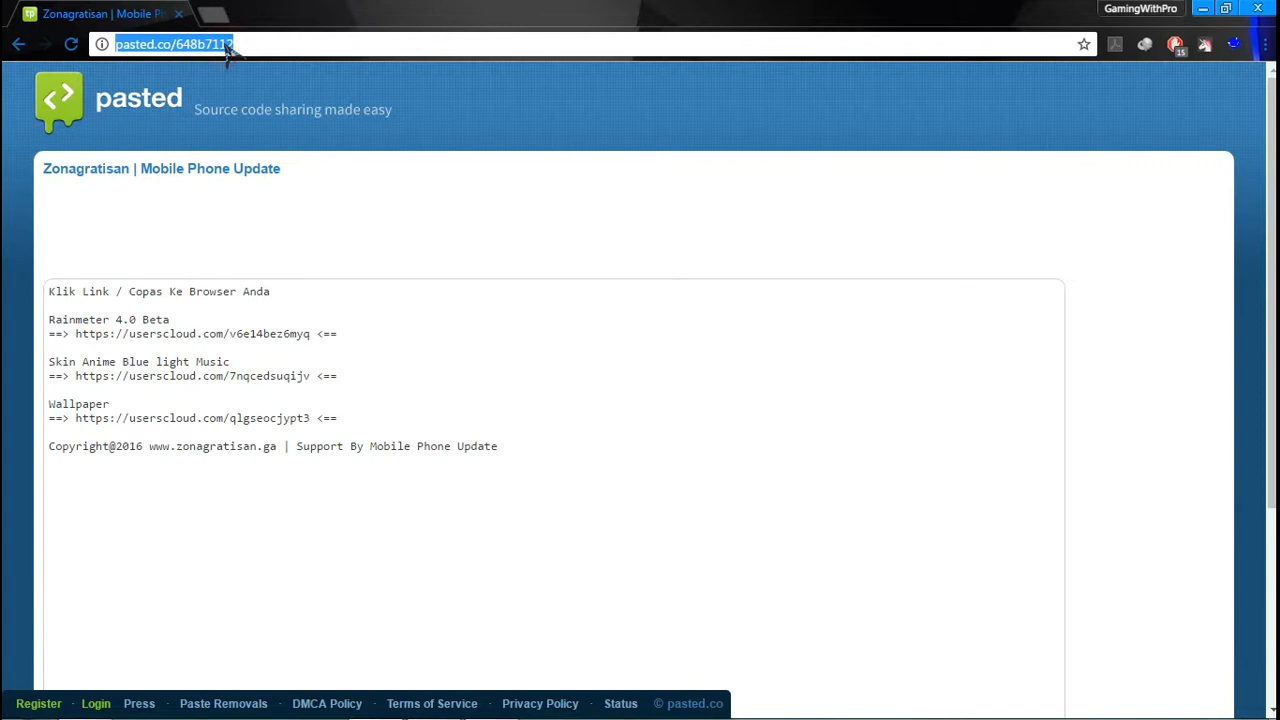 Zonagratisan | Mobile Ph
GamingWithPro
pasted.co/648b7112
15
pasted
Source code sharing made easy
Zonagratisan | Mobile Phone Update
Klik Link / Copas Ke Browser Anda
Rainmeter 4.0 Beta
==> https://userscloud.com/v6e14bez6myq <==
Skin Anime Blue light Music
==> https://userscloud.com/7nqcedsuqijv <==
Wallpaper
==> https://userscloud.com/qlgseocjypt3 <==
Copyright@2016 www.zonagratisan.ga | Support By Mobile Phone Update
Register · Login Press · Paste Removals · DMCA Policy · Terms of Service · Privacy Policy · Status © pasted.co